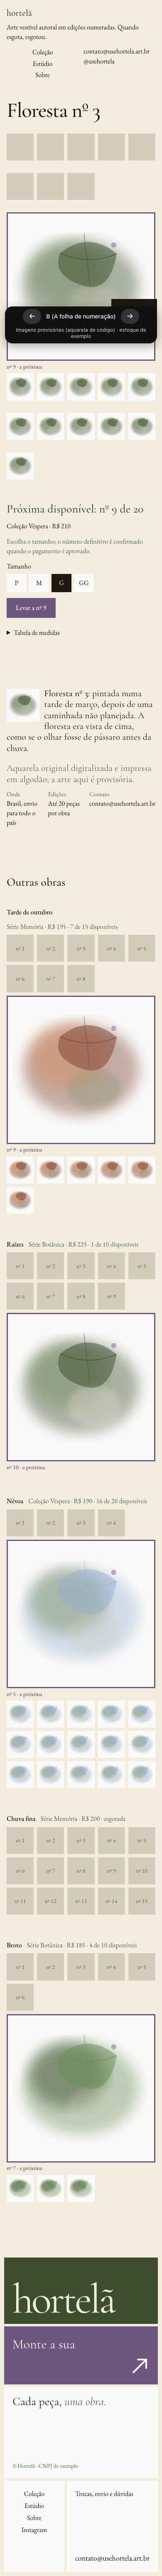 hortelã
Arte vestível autoral em edições numeradas. Quando
esgota, esgotou.
Coleção
Estúdio
Sobre
contato@usehortela.art.br
@usehortela
Floresta nº 3
B (A folha de numeração)
Imagens provisórias (aquarela de código) · estoque de
exemplo
nº 9 · a próxima
Próxima disponível: nº 9 de 20
Coleção Véspera · R$ 210
Escolha o tamanho; o número definitivo é confirmado
quando o pagamento é aprovado.
Tamanho
P
M
G
GG
Levar a nº 9
Tabela de medidas
Floresta nº 3: pintada numa
tarde de março, depois de uma
caminhada não planejada. A
floresta era vista de cima,
como se o olhar fosse de pássaro antes da
chuva.
Aquarela original digitalizada e impressa
em algodão; a arte aqui é provisória.
Onde
Brasil, envio
para todo o
país
Edições
Até 20 peças
por obra
Contato
contato@usehortela.art.br
Outras obras
Tarde de outubro
Série Memória · R$ 195 · 7 de 15 disponíveis
nº 1
nº 2
nº 3
nº 4
nº 5
nº 6
nº 7
nº 8
nº 9 · a próxima
Raízes Série Botânica · R$ 225 · 1 de 10 disponíveis
nº 1
nº 2
nº 3
nº 4
nº 5
nº 6
nº 7
nº 8
nº 9
nº 10 · a próxima
Névoa Coleção Véspera · R$ 190 · 16 de 20 disponíveis
nº 1
nº 2
nº 3
nº 4
nº 5 · a próxima
Chuva fina Série Memória · R$ 200 · esgotada
nº 1
nº 2
nº 3
nº 4
nº 5
nº 6
nº 7
nº 8
nº 9
nº 10
nº 11
nº 12
nº 13
nº 14
nº 15
Broto Série Botânica · R$ 185 · 4 de 10 disponíveis
nº 1
nº 2
nº 3
nº 4
nº 5
nº 6
nº 7 · a próxima
hortelã
Monte a sua
Cada peça, uma obra.
© Hortelã · CNPJ de exemplo
Coleção
Estúdio
Sobre
Instagram
Trocas, envio e dúvidas
contato@usehortela.art.br